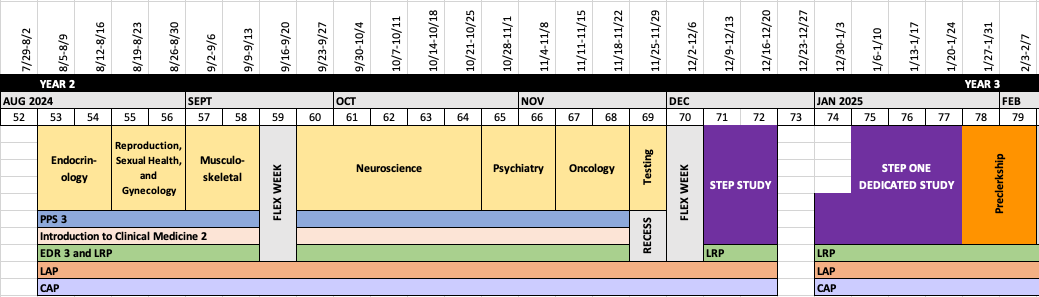 7/29-8/2
8/5-8/9
8/12-8/16
8/19-8/23
8/26-8/30
9/2-9/6
9/9-9/13
9/16-9/20
9/23-9/27
9/30-10/4
10/7-10/11
10/14-10/18
10/21-10/25
10/28-11/1
11/4-11/8
11/11-11/15
11/18-11/22
11/25-11/29
12/2-12/6
12/9-12/13
12/16-12/20
12/23-12/27
12/30-1/3
1/6-1/10
1/13-1/17
1/20-1/24
1/27-1/31
2/3-2/7
YEAR 2 YEAR 3
AUG 2024 SEPT OCT NOV DEC JAN 2025 FEB
52 53 54 55 56 57 58 59 60 61 62 63 64 65 66 67 68 69 70 71 72 73 74 75 76 77 78 79
Endocrin-
ology
Reproduction,
Sexual Health,
and
Gynecology
Musculo-
skeletal
FLEX WEEK
Neuroscience
Psychiatry
Oncology
Testing
RECESS
FLEX WEEK
STEP STUDY
STEP ONE
DEDICATED STUDY
Preclerkship
PPS 3
Introduction to Clinical Medicine 2
EDR 3 and LRP LRP LRP
LAP LAP
CAP CAP